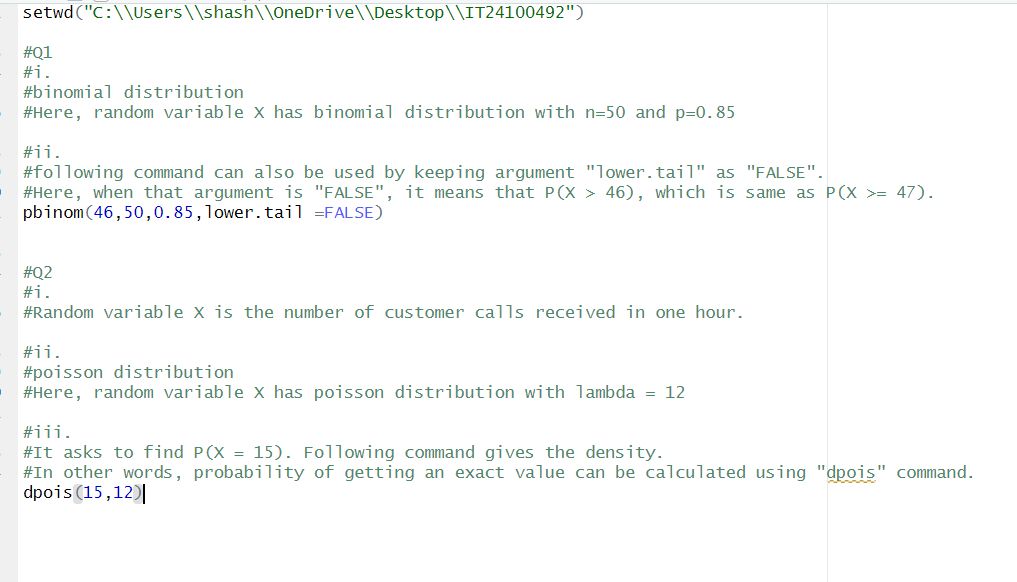 setwd("C:\\Users\\shash\\OneDrive\\Desktop\\IT24100492")
#Q1
#i.
#binomial distribution
#Here, random variable X has binomial distribution with n=50 and p=0.85
#ii.
#following command can also be used by keeping argument "lower.tail" as "FALSE".
#Here, when that argument is "FALSE", it means that P(X > 46), which is same as P(X >= 47).
pbinom(46,50,0.85,lower.tail =FALSE)
#Q2
#i.
#Random variable X is the number of customer calls received in one hour.
#ii.
#poisson distribution
#Here, random variable X has poisson distribution with lambda = 12
#iii.
#It asks to find P(X = 15). Following command gives the density.
#In other words, probability of getting an exact value can be calculated using "dpois" command.
dpois(15,12)